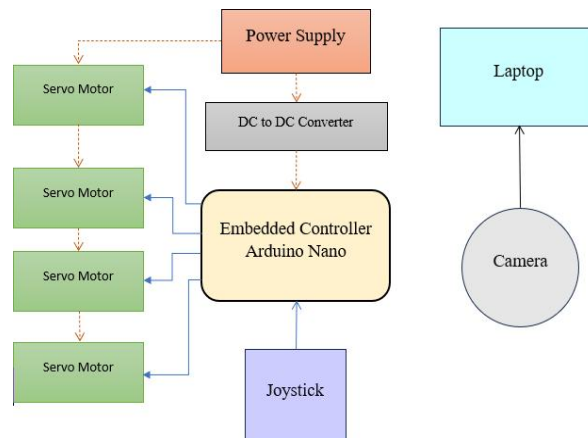 Power Supply
Laptop
Servo Motor
DC to DC Converter
Servo Motor
Embedded Controller
Arduino Nano
Camera
Servo Motor
Servo Motor
Joystick